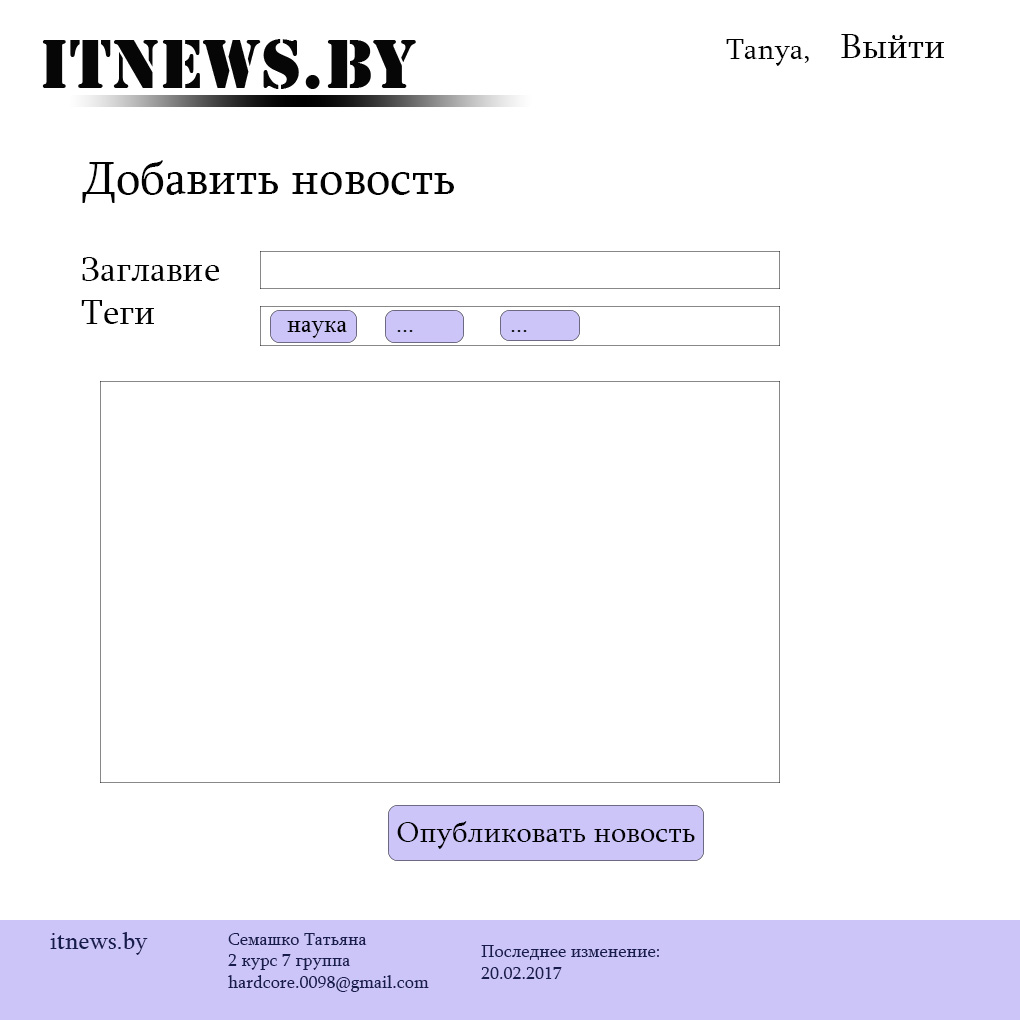 ITNEWS.BY
Tanya, Выйти
Добавить новость
Заглавие
Теги
наука ... ...
Опубликовать новость
itnews.by
Семашко Татьяна
2 курс 7 группа
hardcore.0098@gmail.com
Последнее изменение:
20.02.2017